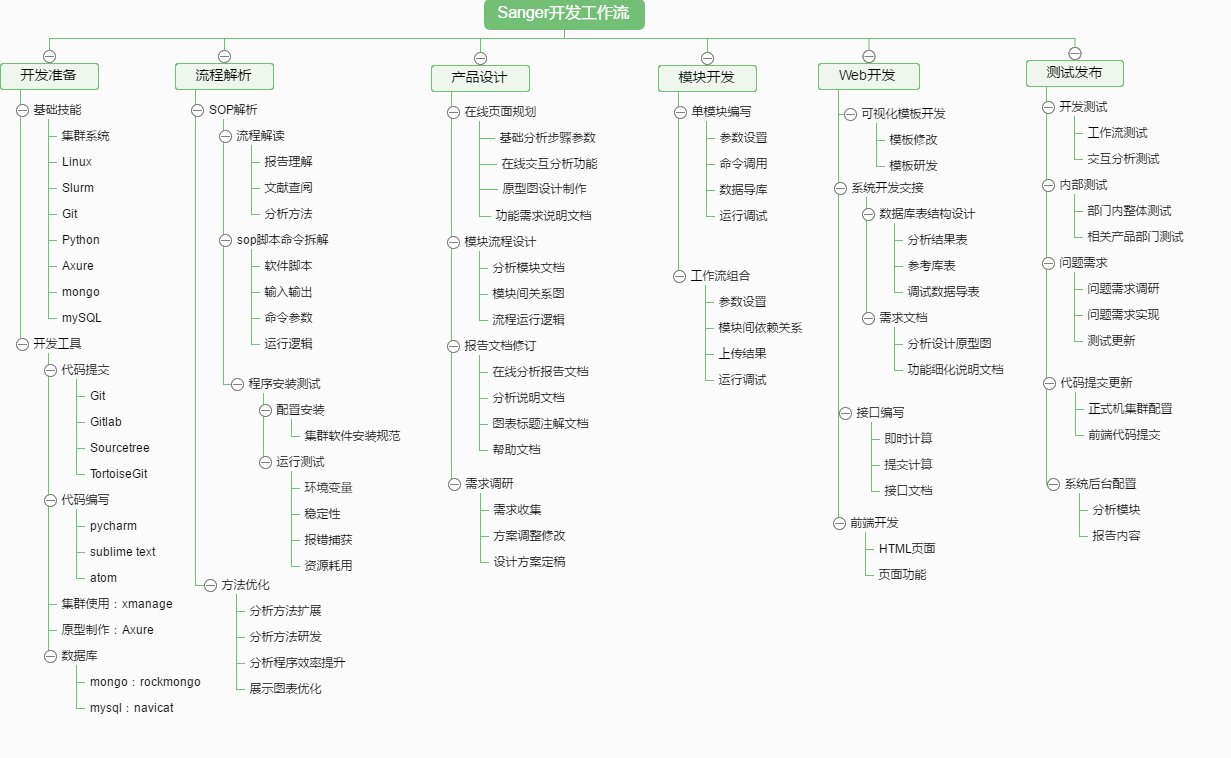 Sanger开发工作流
开发准备
基础技能
集群系统
Linux
Slurm
Git
Python
Axure
mongo
mySQL
开发工具
代码提交
Git
Gitlab
Sourcetree
TortoiseGit
代码编写
pycharm
sublime text
atom
集群使用：xmanage
原型制作：Axure
数据库
mongo：rockmongo
mysql：navicat
流程解析
SOP解析
流程解读
报告理解
文献查阅
分析方法
sop脚本命令拆解
软件脚本
输入输出
命令参数
运行逻辑
程序安装测试
配置安装
集群软件安装规范
运行测试
环境变量
稳定性
报错捕获
资源耗用
方法优化
分析方法扩展
分析方法研发
分析程序效率提升
展示图表优化
产品设计
在线页面规划
基础分析步骤参数
在线交互分析功能
原型图设计制作
功能需求说明文档
模块流程设计
分析模块文档
模块间关系图
流程运行逻辑
报告文档修订
在线分析报告文档
分析说明文档
图表标题注解文档
帮助文档
需求调研
需求收集
方案调整修改
设计方案定稿
模块开发
单模块编写
参数设置
命令调用
数据导库
运行调试
工作流组合
参数设置
模块间依赖关系
上传结果
运行调试
Web开发
可视化模板开发
模板修改
模板研发
系统开发交接
数据库表结构设计
分析结果表
参考库表
调试数据导表
需求文档
分析设计原型图
功能细化说明文档
接口编写
即时计算
提交计算
接口文档
前端开发
HTML页面
页面功能
测试发布
开发测试
工作流测试
交互分析测试
内部测试
部门内整体测试
相关产品部门测试
问题需求
问题需求调研
问题需求实现
测试更新
代码提交更新
正式机集群配置
前端代码提交
系统后台配置
分析模块
报告内容